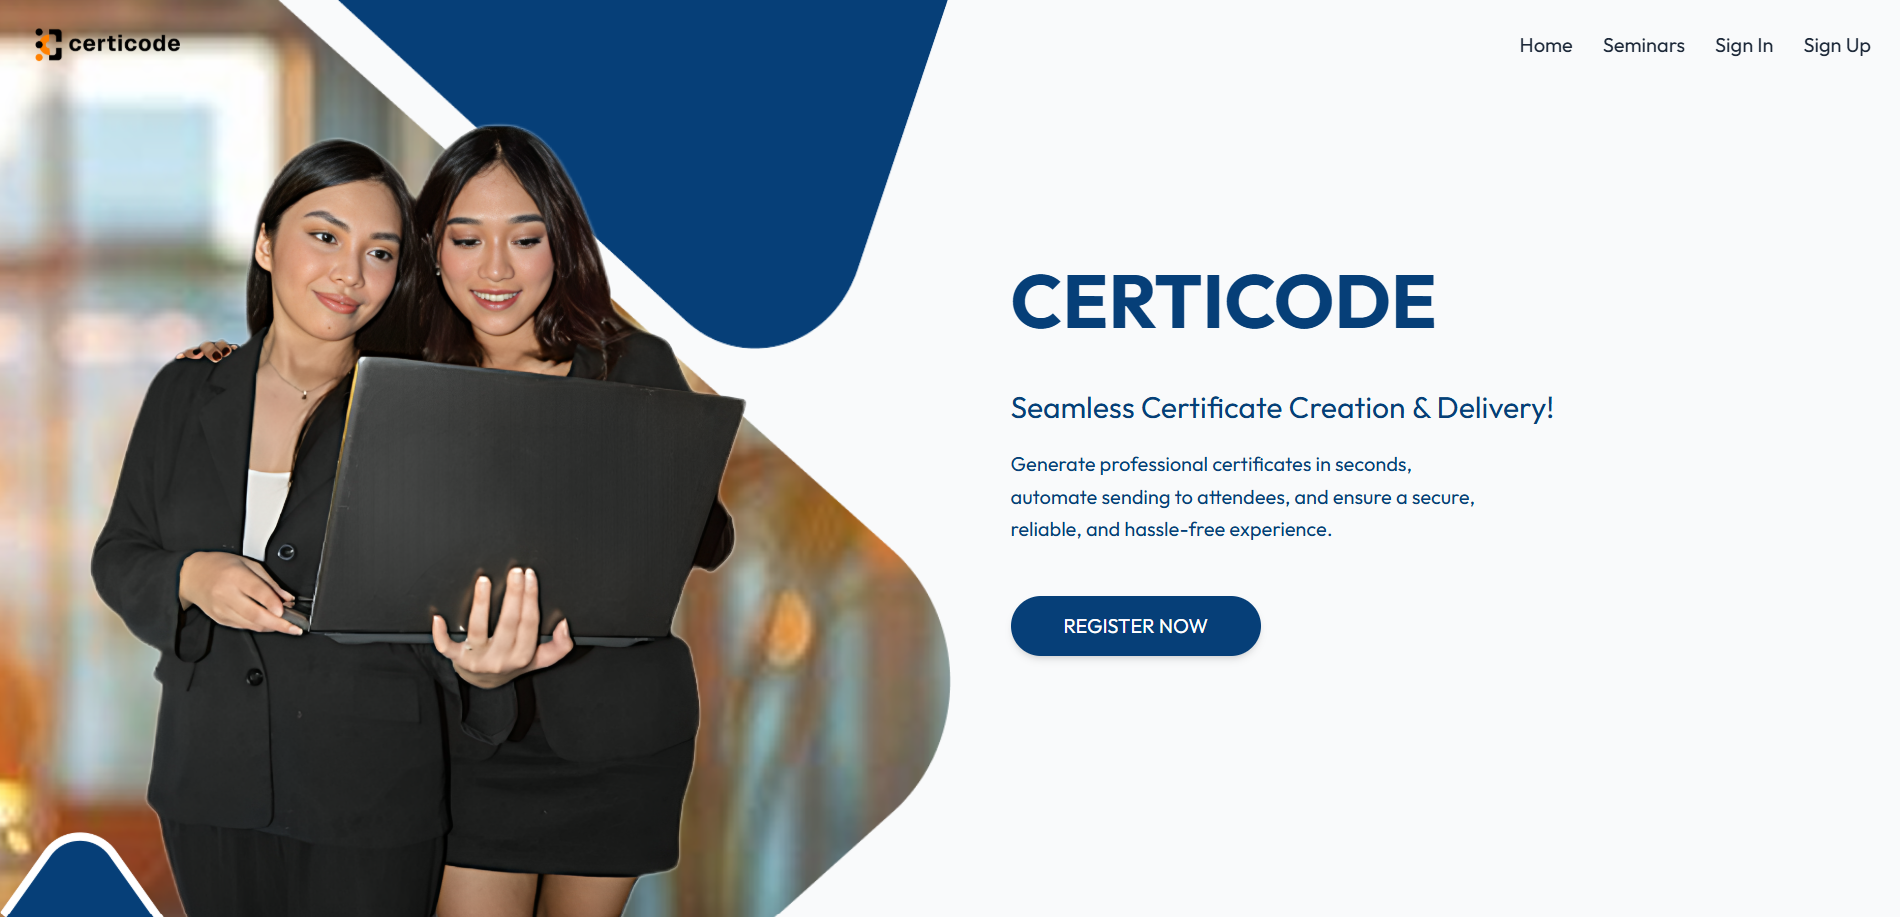 certicode
Home Seminars Sign In Sign Up
CERTICODE
Seamless Certificate Creation & Delivery!
Generate professional certificates in seconds,
automate sending to attendees, and ensure a secure,
reliable, and hassle-free experience.
REGISTER NOW